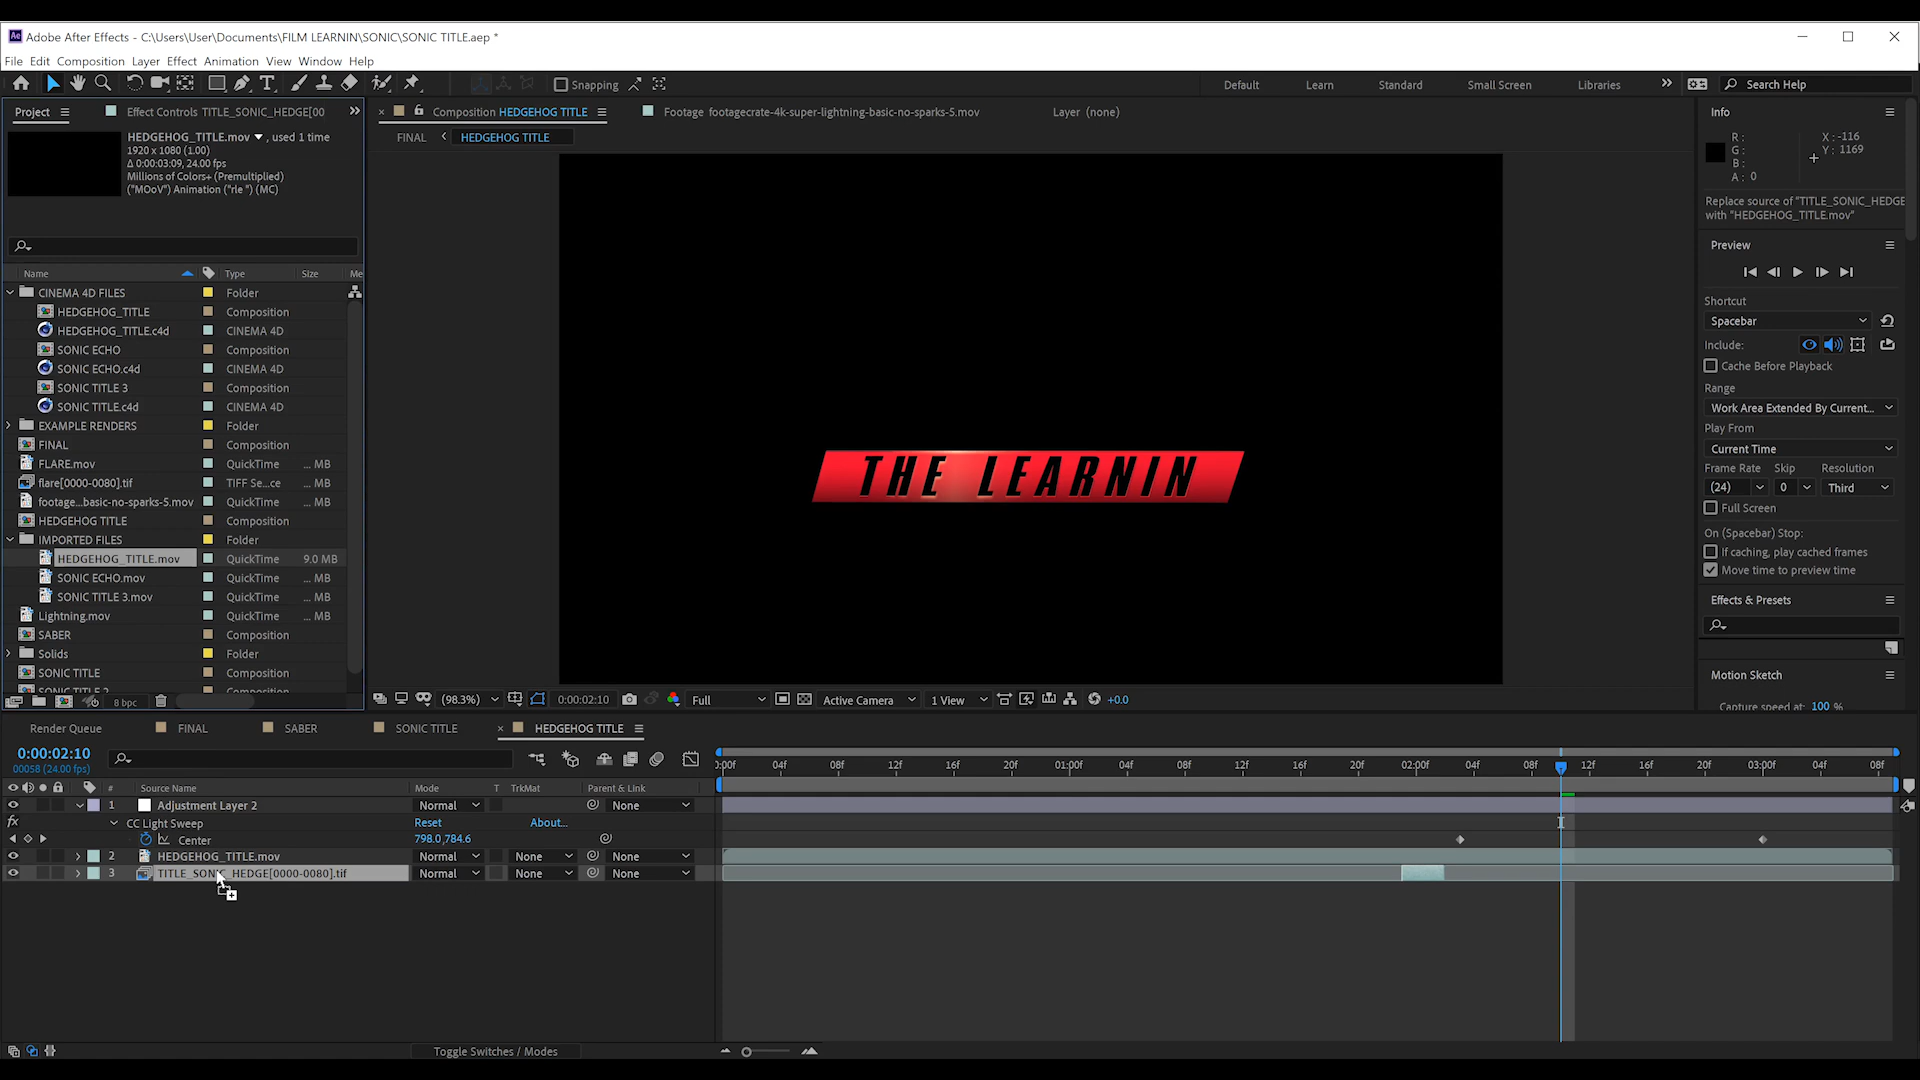 Adobe After Effects - C:\Users\User\Documents\FILM LEARNIN\SONIC\SONIC TITLE.aep *
File Edit Composition Layer Effect Animation View Window Help
Snapping Default Learn Standard Small Screen Libraries Search Help
Project Effect Controls TITLE_SONIC_HEDGE[00
Composition HEDGEHOG TITLE Footage footagecrate-4k-super-lightning-basic-no-sparks-5.mov Layer (none)
FINAL HEDGEHOG TITLE
HEDGEHOG_TITLE.mov , used 1 time
1920 x 1080 (1.00)
Δ 0:00:03:09, 24.00 fps
Millions of Colors+ (Premultiplied)
("MOoV") Animation ("rle ") (MC)
Name Type Size Me
CINEMA 4D FILES Folder
HEDGEHOG_TITLE Composition
HEDGEHOG_TITLE.c4d CINEMA 4D
SONIC ECHO Composition
SONIC ECHO.c4d CINEMA 4D
SONIC TITLE 3 Composition
SONIC TITLE.c4d CINEMA 4D
EXAMPLE RENDERS Folder
FINAL Composition
FLARE.mov QuickTime ... MB
flare[0000-0080].tif TIFF Se...ce ... MB
footage...basic-no-sparks-5.mov QuickTime ... MB
HEDGEHOG TITLE Composition
IMPORTED FILES Folder
HEDGEHOG_TITLE.mov QuickTime 9.0 MB
SONIC ECHO.mov QuickTime ... MB
SONIC TITLE 3.mov QuickTime ... MB
Lightning.mov QuickTime ... MB
SABER Composition
Solids Folder
SONIC TITLE Composition
SONIC TITLE 2 Composition
8 bpc
THE LEARNIN
(98.3%) 0:00:02:10 Full Active Camera 1 View +0.0
Info
R : X : -116
G : Y : 1169
B :
A : 0
Replace source of "TITLE_SONIC_HEDGE
with "HEDGEHOG_TITLE.mov"
Preview
Shortcut
Spacebar
Include:
Cache Before Playback
Range
Work Area Extended By Current...
Play From
Current Time
Frame Rate Skip Resolution
(24) 0 Third
Full Screen
On (Spacebar) Stop:
If caching, play cached frames
Move time to preview time
Effects & Presets
Motion Sketch
Capture speed at: 100 %
Render Queue FINAL SABER SONIC TITLE HEDGEHOG TITLE
0:00:02:10
00058 (24.00 fps)
):00f 04f 08f 12f 16f 20f 01:00f 04f 08f 12f 16f 20f 02:00f 04f 08f 12f 16f 20f 03:00f 04f 08f
# Source Name Mode T TrkMat Parent & Link
1 Adjustment Layer 2 Normal None
fx CC Light Sweep Reset About...
Center 798.0,784.6
2 HEDGEHOG_TITLE.mov Normal None None
3 TITLE_SONIC_HEDGE[0000-0080].tif Normal None None
Toggle Switches / Modes